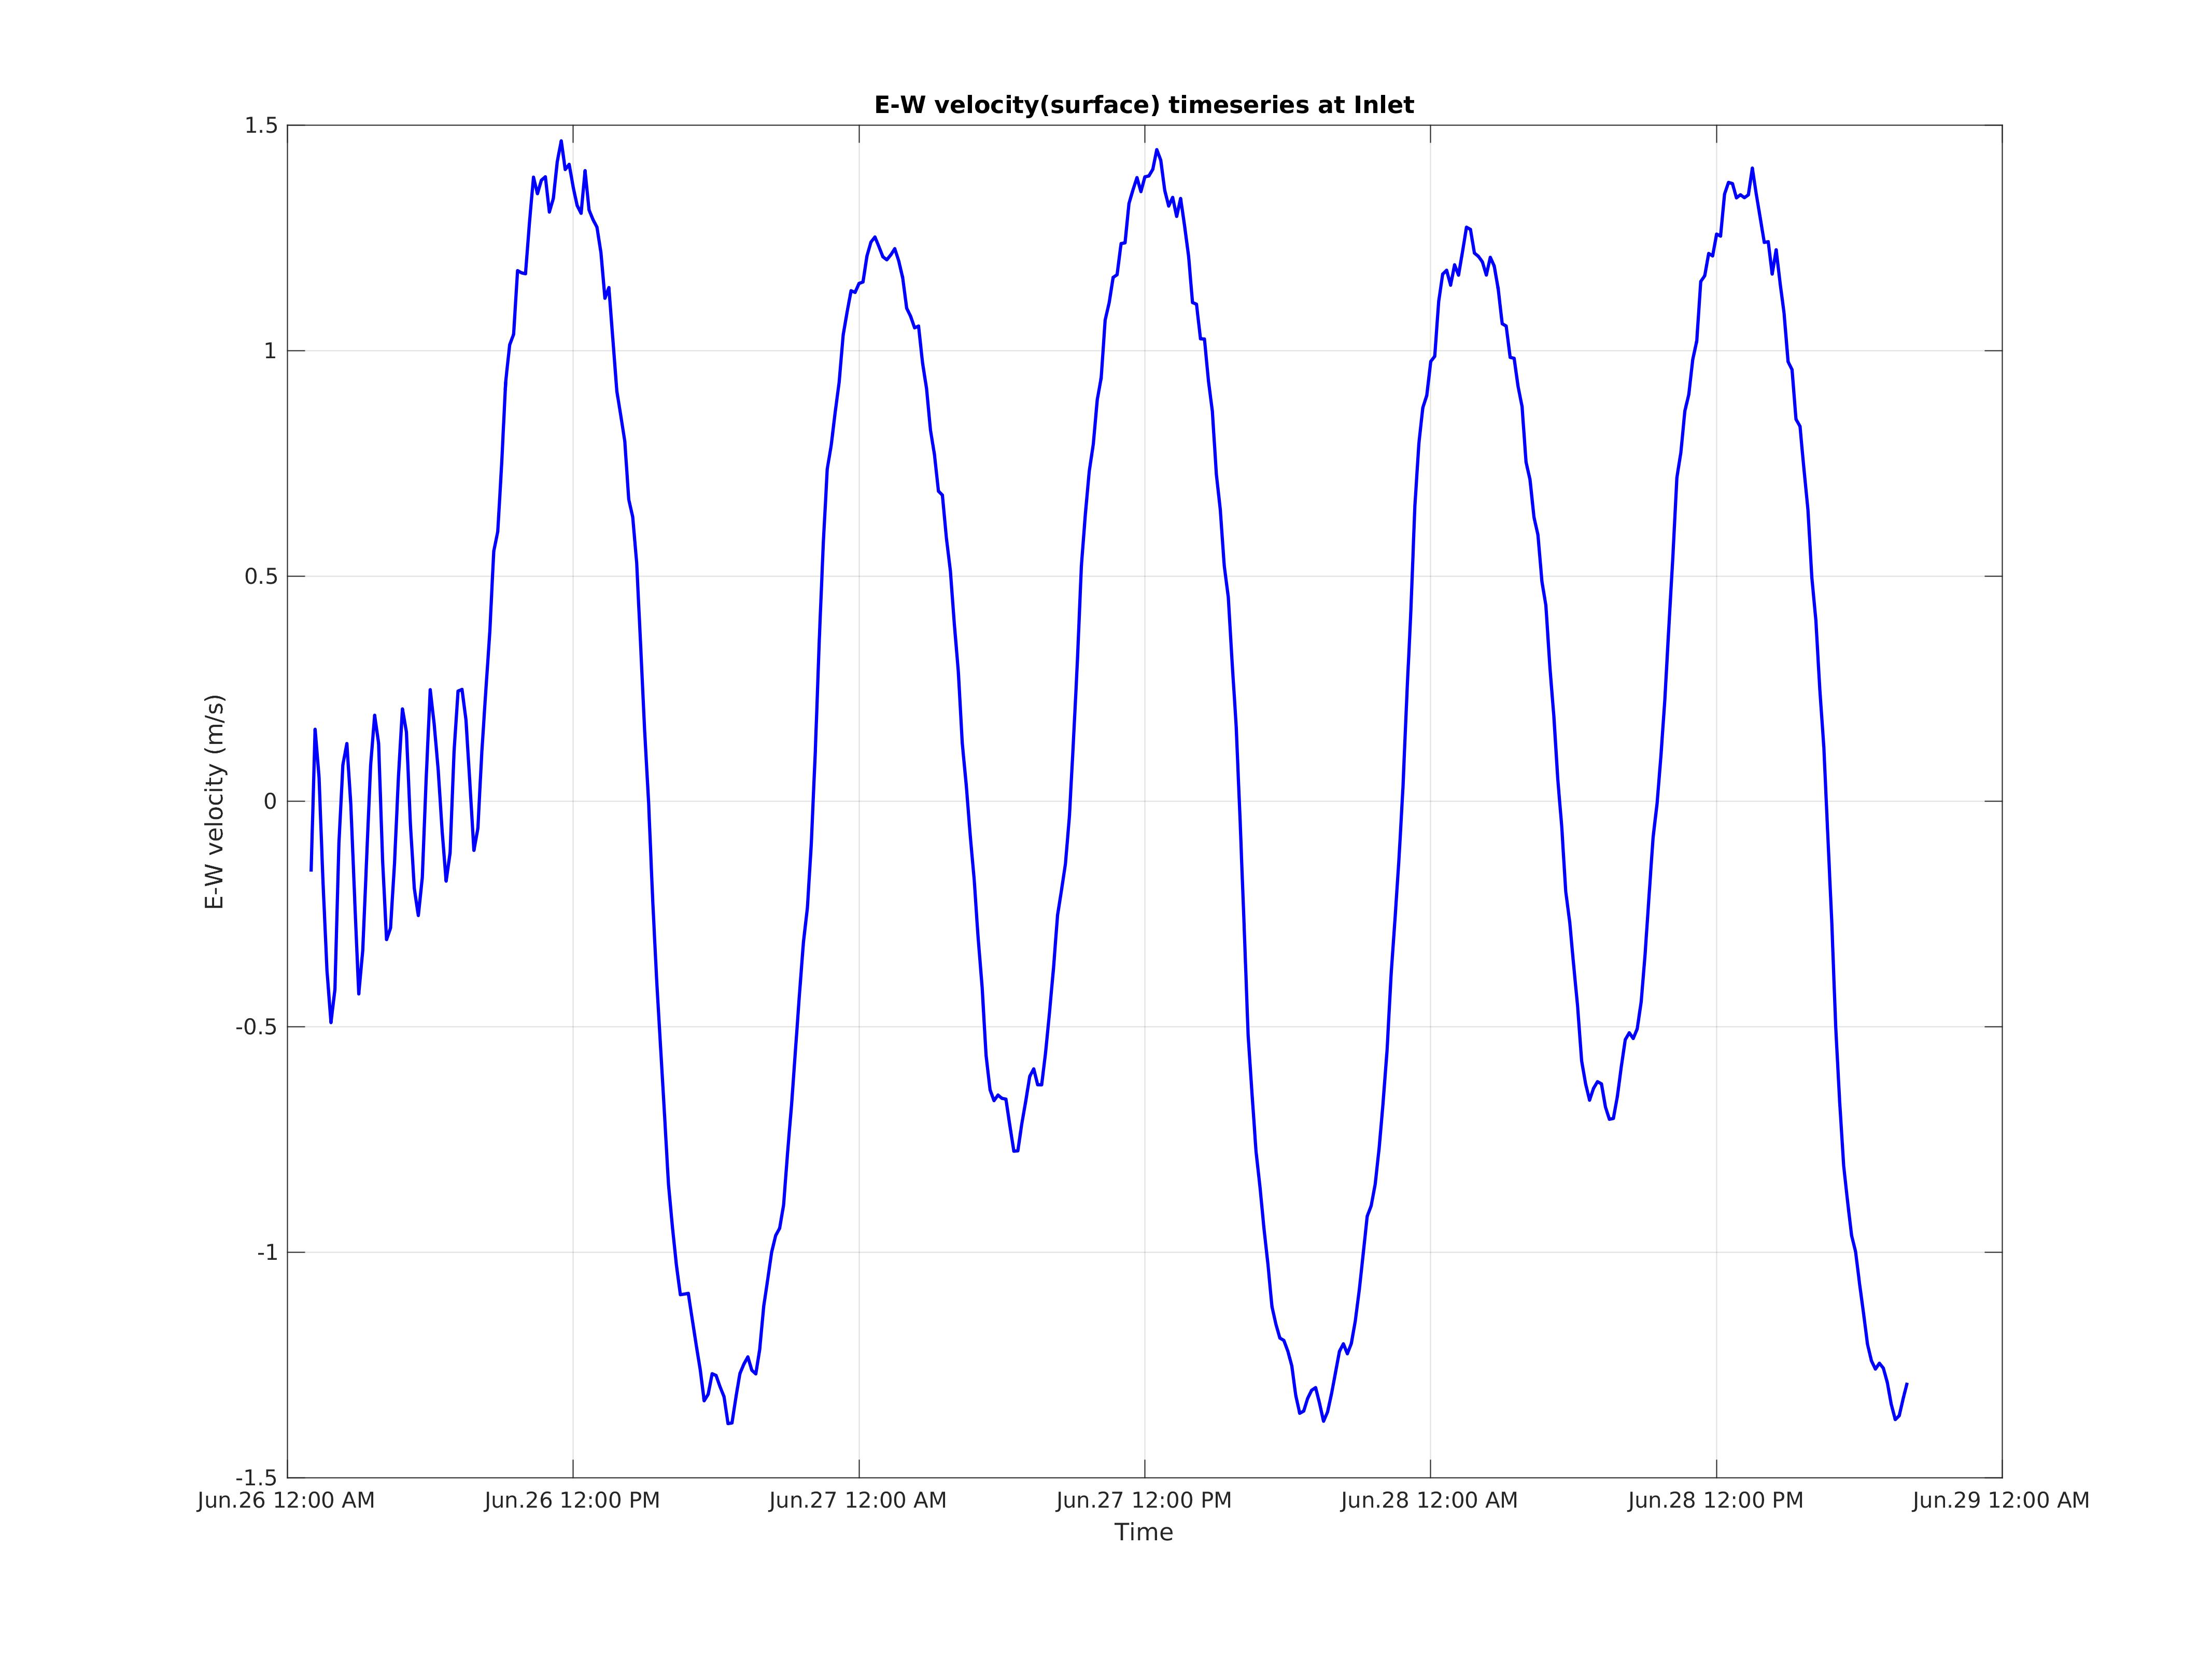 E-W velocity(surface) timeseries at Inlet
1.5
1
0.5
0
-0.5
-1
-1.5
E-W velocity (m/s)
Jun.26 12:00 AM Jun.26 12:00 PM Jun.27 12:00 AM Jun.27 12:00 PM Jun.28 12:00 AM Jun.28 12:00 PM Jun.29 12:00 AM
Time